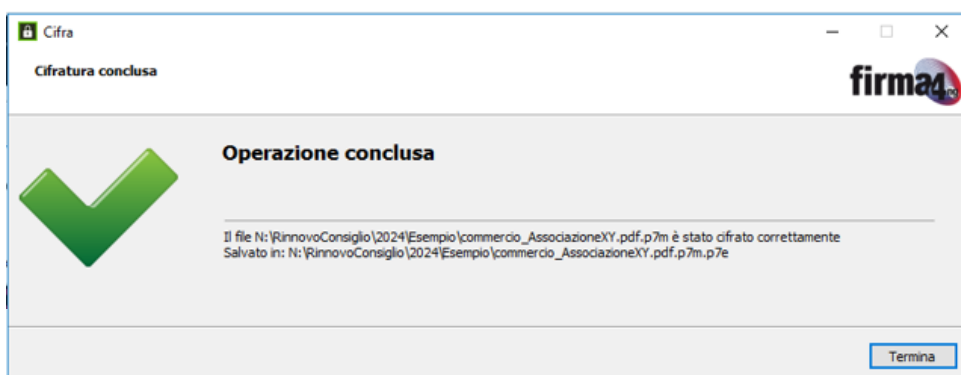 Cifra
Cifratura conclusa
firma4
Operazione conclusa
Il file N:\RinnovoConsiglio\2024\Esempio\commercio_AssociazioneXY.pdf.p7m è stato cifrato correttamente
Salvato in: N:\RinnovoConsiglio\2024\Esempio\commercio_AssociazioneXY.pdf.p7m.p7e
Termina